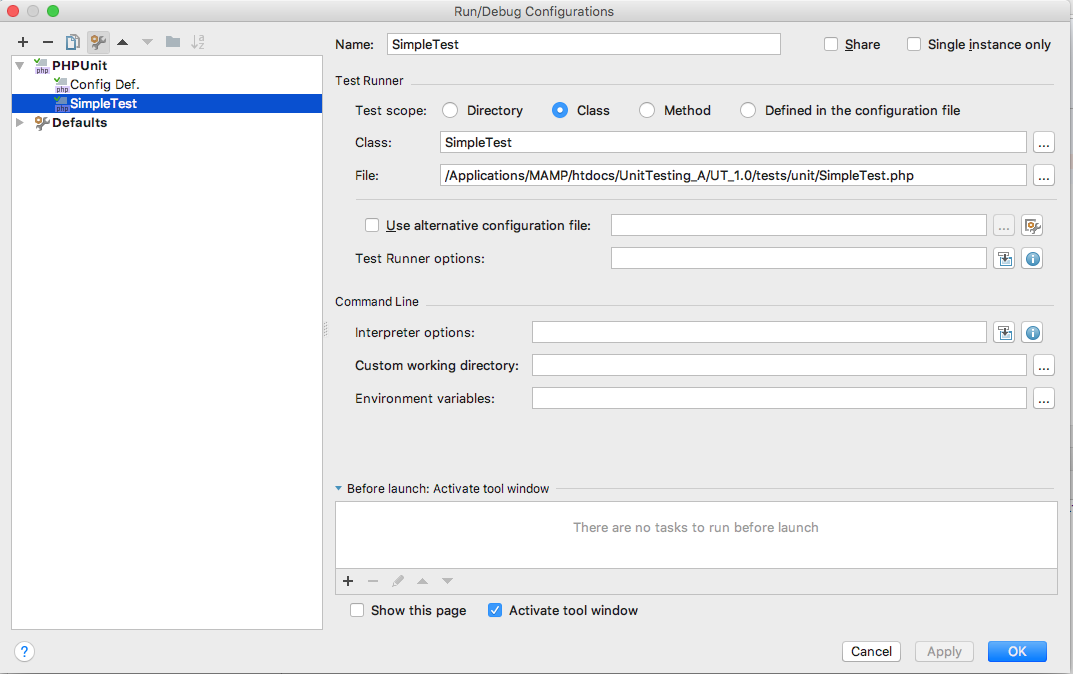 Run/Debug Configurations
PHPUnit
Config Def.
SimpleTest
Defaults
Name: SimpleTest Share Single instance only
Test Runner
Test scope: Directory Class Method Defined in the configuration file
Class: SimpleTest ...
File: /Applications/MAMP/htdocs/UnitTesting_A/UT_1.0/tests/unit/SimpleTest.php ...
Use alternative configuration file: ...
Test Runner options:
Command Line
Interpreter options:
Custom working directory: ...
Environment variables: ...
Before launch: Activate tool window
There are no tasks to run before launch
Show this page Activate tool window
? Cancel Apply OK